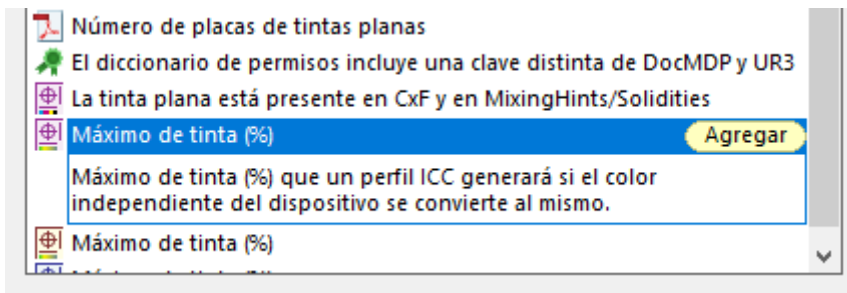 Número de placas de tintas planas
El diccionario de permisos incluye una clave distinta de DocMDP y UR3
La tinta plana está presente en CxF y en MixingHints/Solidities
Máximo de tinta (%) Agregar
Máximo de tinta (%) que un perfil ICC generará si el color
independiente del dispositivo se convierte al mismo.
Máximo de tinta (%)